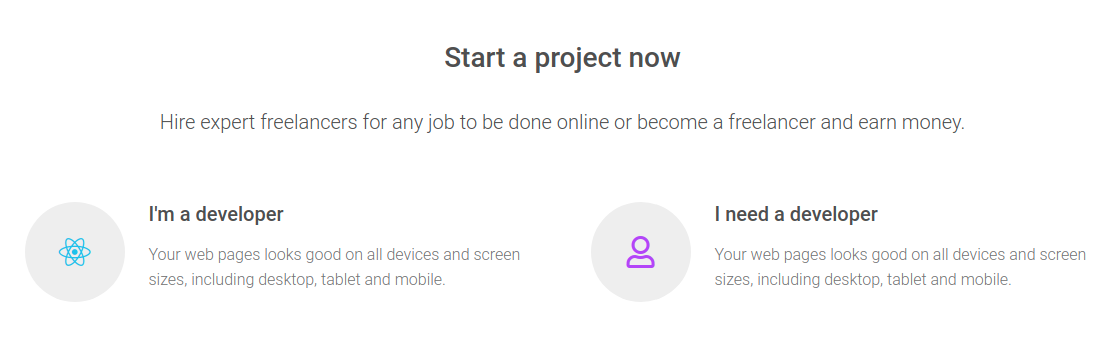 Start a project now
Hire expert freelancers for any job to be done online or become a freelancer and earn money.
I'm a developer
Your web pages looks good on all devices and screen
sizes, including desktop, tablet and mobile.
I need a developer
Your web pages looks good on all devices and screen
sizes, including desktop, tablet and mobile.